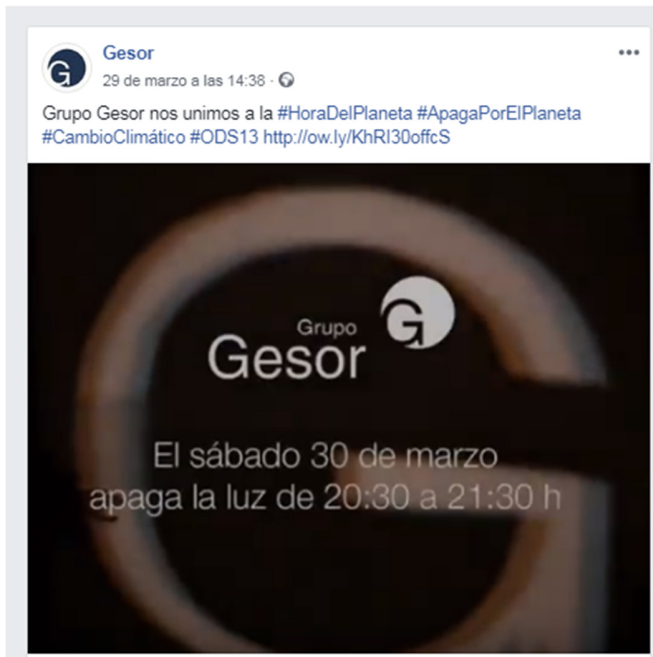 Gesor
29 de marzo a las 14:38 ·
Grupo Gesor nos unimos a la #HoraDelPlaneta #ApagaPorElPlaneta
#CambioClimático #ODS13 http://ow.ly/KhRI30offcS
Grupo
Gesor
El sábado 30 de marzo
apaga la luz de 20:30 a 21:30 h